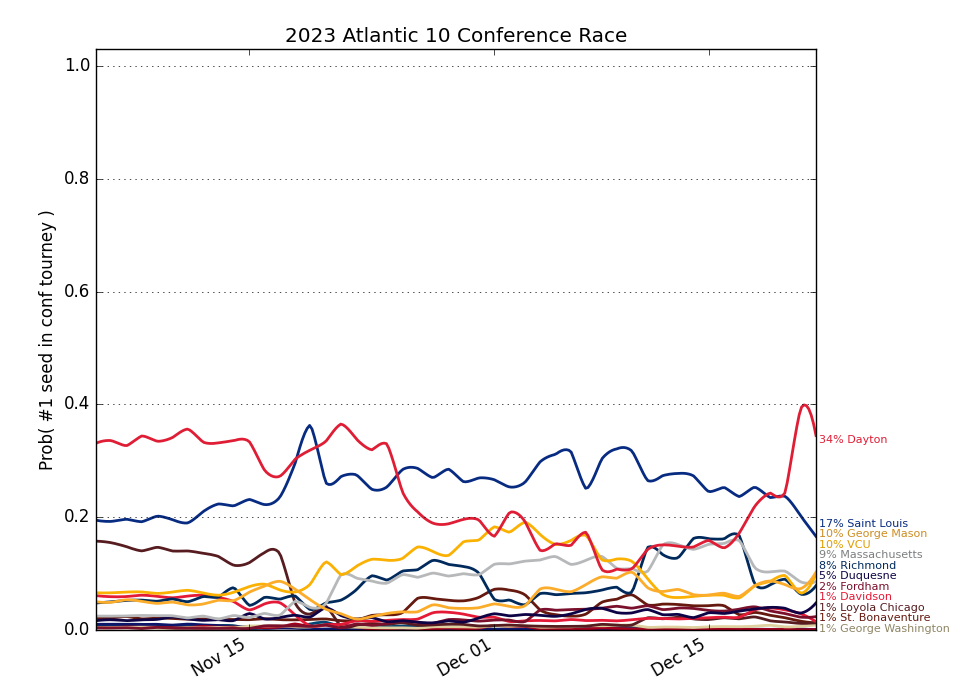 2023 Atlantic 10 Conference Race
Prob( #1 seed in conf tourney )
1.0
0.8
0.6
0.4
0.2
0.0
Nov 15
Dec 01
Dec 15
34% Dayton
17% Saint Louis
10% George Mason
10% VCU
9% Massachusetts
8% Richmond
5% Duquesne
2% Fordham
1% Davidson
1% Loyola Chicago
1% St. Bonaventure
1% George Washington